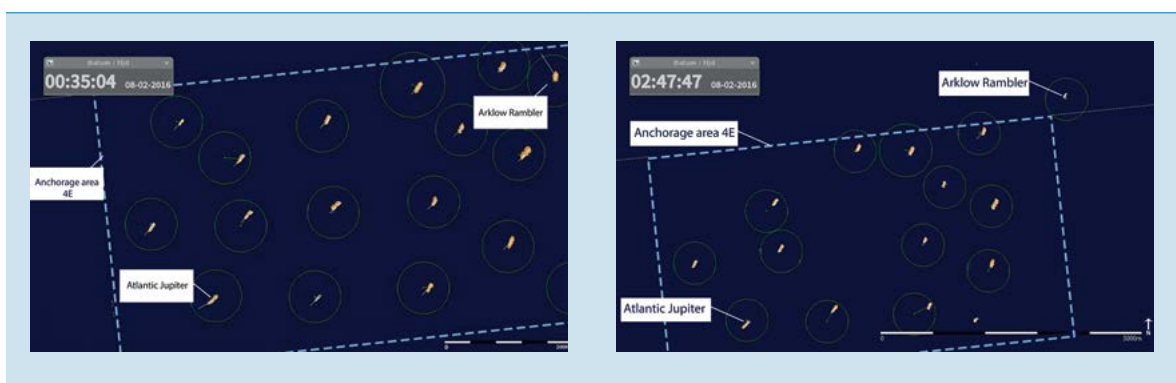 00:35:04 08-02-2016
Arklow Rambler
Anchorage area
4E
Atlantic Jupiter
0
02:47:47 08-02-2016
Arklow Rambler
Anchorage area 4E
Atlantic Jupiter
N
0
3000m